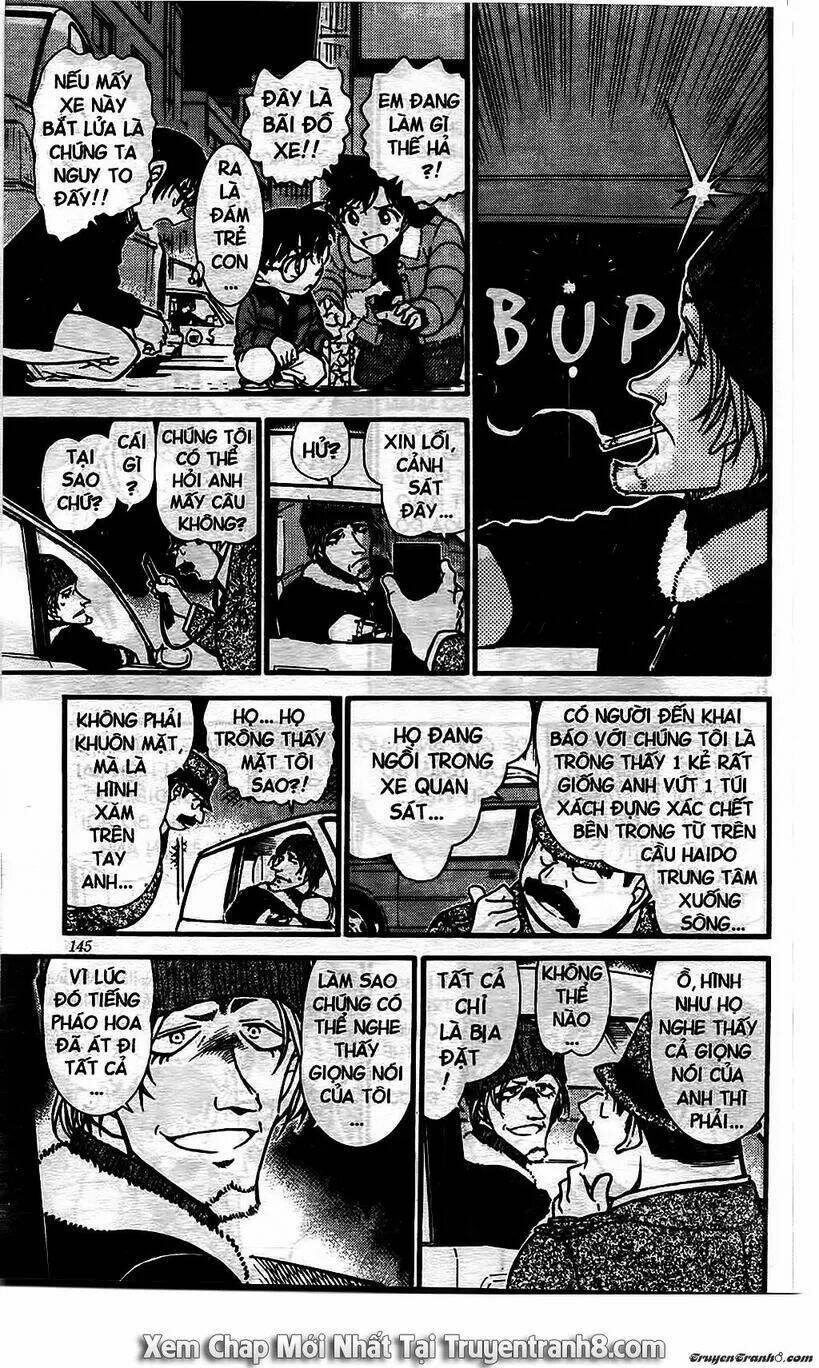 BỤP
EM ĐANG
LÀM GÌ
THẾ HẢ
?!
ĐÂY LÀ
BÃI ĐỖ
XE!!
RA
LÀ
ĐÁM
TRẺ
CON...
NẾU MẤY
XE NÀY
BẮT LỬA LÀ
CHÚNG TA
NGUY TO
ĐẤY!!
XIN LỖI,
CẢNH
SÁT
ĐÂY...
HỬ?
CHÚNG TÔI
CÓ THỂ
HỎI ANH
MẤY CÂU
KHÔNG?
CÁI
GÌ
?
TẠI
SAO
CHỨ?
CÓ NGƯỜI ĐẾN KHAI
BÁO VỚI CHÚNG TÔI LÀ
TRÔNG THẤY 1 KẺ RẤT
GIỐNG ANH VỨT 1 TÚI
XÁCH ĐỰNG XÁC CHẾT
BÊN TRONG TỪ TRÊN
CẦU HAIDO
TRUNG TÂM
XUỐNG
SÔNG...
HỌ ĐANG
NGỒI TRONG
XE QUAN
SÁT...
HỌ... HỌ
TRÔNG THẤY
MẶT TÔI
SAO?!
KHÔNG PHẢI
KHUÔN MẶT,
MÀ LÀ
HÌNH
XĂM
TRÊN
TAY
ANH...
145
Ồ, HÌNH
NHƯ HỌ
NGHE THẤY
CẢ GIỌNG
NÓI CỦA
ANH THÌ
PHẢI...
KHÔNG
THỂ
NÀO
...
TẤT CẢ
CHỈ
LÀ BỊA
ĐẶT
!
LÀM SAO
CHÚNG CÓ
THỂ NGHE
THẤY
GIỌNG NÓI
CỦA TÔI
...
VÌ LÚC
ĐÓ TIẾNG
PHÁO HOA
ĐÃ ÁT ĐI
TẤT CẢ
...
Xem Chap Mới Nhất Tại Truyentranh8.com
TruyenTranh8.com